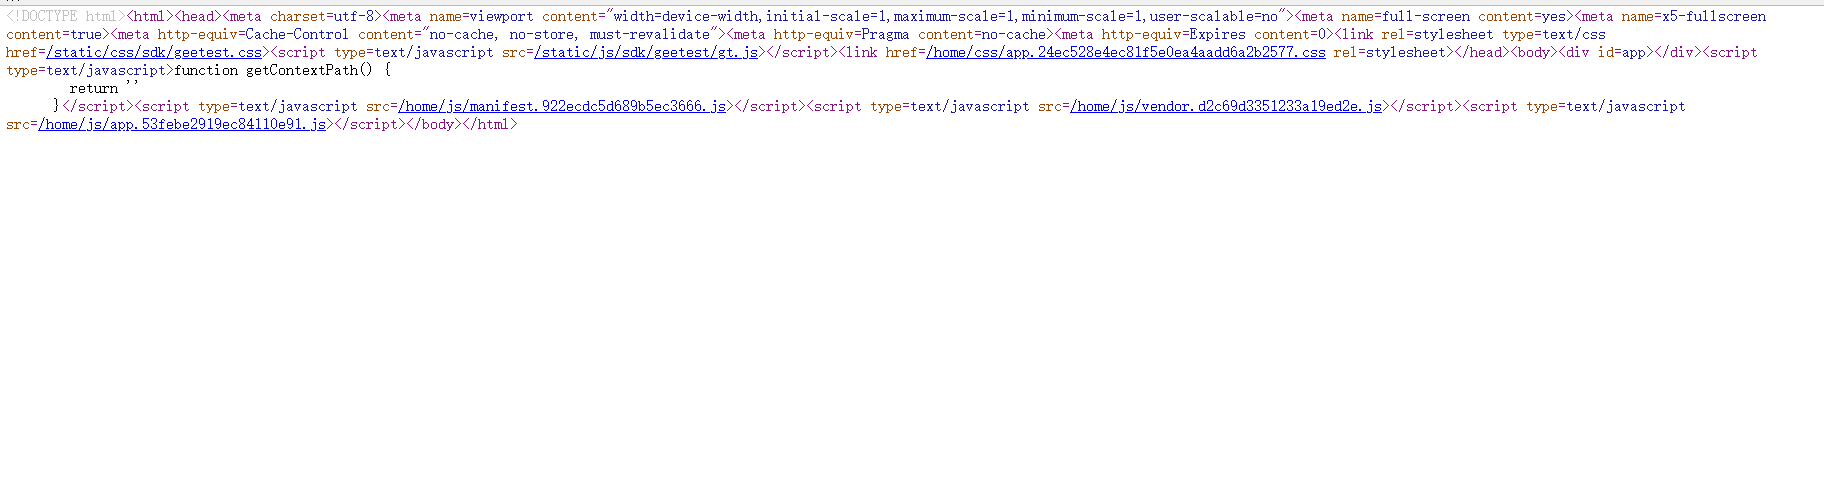 <!DOCTYPE html><html><head><meta charset=utf-8><meta name=viewport content="width=device-width,initial-scale=1,maximum-scale=1,minimum-scale=1,user-scalable=no"><meta name=full-screen content=yes><meta name=x5-fullscreen
content=true><meta http-equiv=Cache-Control content="no-cache, no-store, must-revalidate"><meta http-equiv=Pragma content=no-cache><meta http-equiv=Expires content=0><link rel=stylesheet type=text/css
href=/static/css/sdk/geetest.css><script type=text/javascript src=/static/js/sdk/geetest/gt.js></script><link href=/home/css/app.24ec528e4ec81f5e0ea4aadd6a2b2577.css rel=stylesheet></head><body><div id=app></div><script
type=text/javascript>function getContextPath() {
return ''
}</script><script type=text/javascript src=/home/js/manifest.922ecdc5d689b5ec3666.js></script><script type=text/javascript src=/home/js/vendor.d2c69d3351233a19ed2e.js></script><script type=text/javascript
src=/home/js/app.53febe2919ec84110e91.js></script></body></html>